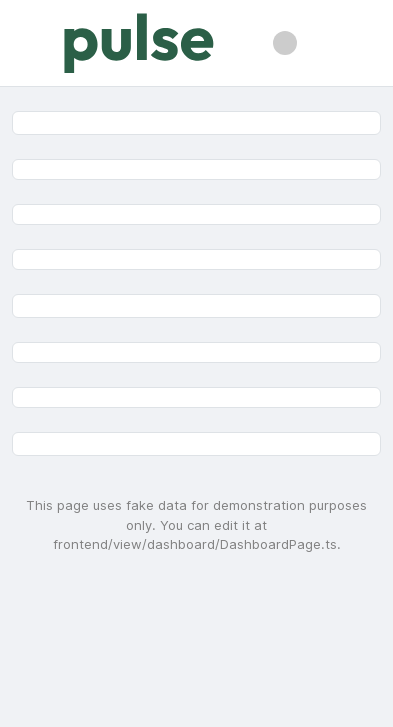 pulse
This page uses fake data for demonstration purposes
only. You can edit it at
frontend/view/dashboard/DashboardPage.ts.